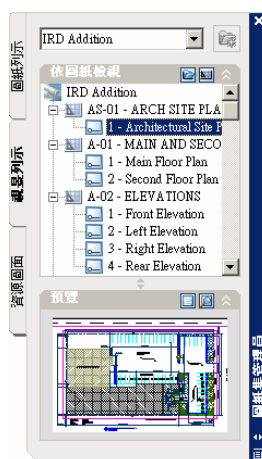 IRD Addition
依圖紙檢視
IRD Addition
AS-01 - ARCH SITE PLA
1 - Architectural Site P
A-01 - MAIN AND SECO
1 - Main Floor Plan
2 - Second Floor Plan
A-02 - ELEVATIONS
1 - Front Elevation
2 - Left Elevation
3 - Right Elevation
4 - Rear Elevation
預覽
圖紙列示
視景列示
資源圖面
圖紙集管理員